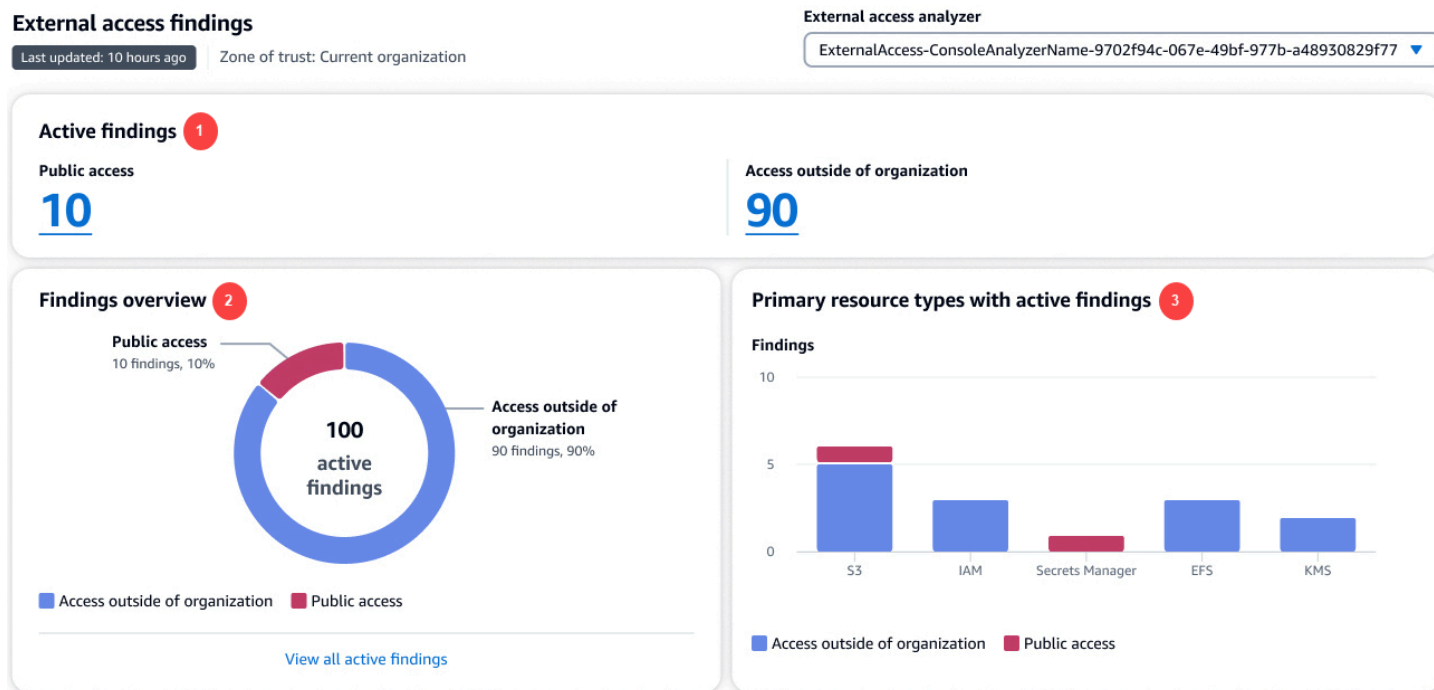 External access findings
Last updated: 10 hours ago
Zone of trust: Current organization
External access analyzer
ExternalAccess-ConsoleAnalyzerName-9702f94c-067e-49bf-977b-a48930829f77
Active findings 1
Public access
10
Access outside of organization
90
Findings overview 2
Public access
10 findings, 10%
Access outside of
organization
90 findings, 90%
100
active
findings
Access outside of organization
Public access
View all active findings
Primary resource types with active findings 3
Findings
10
5
0
S3
IAM
Secrets Manager
EFS
KMS
Access outside of organization
Public access